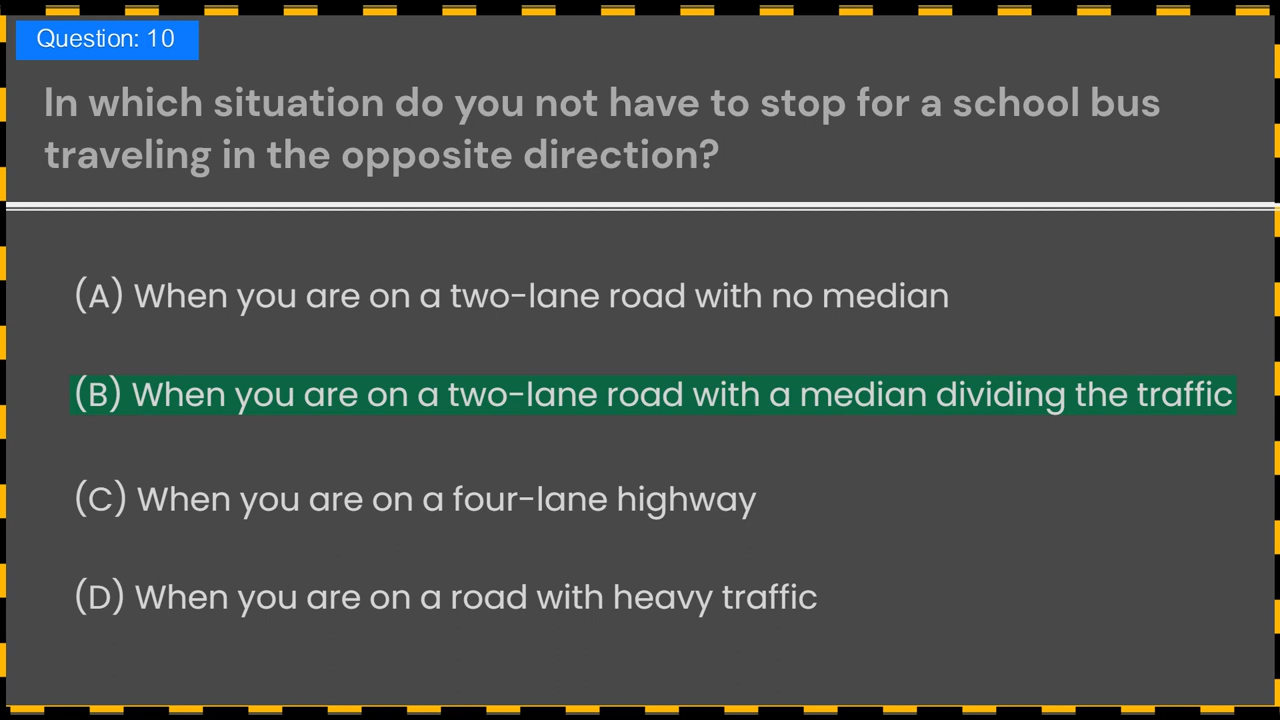 Question: 10
In which situation do you not have to stop for a school bus
traveling in the opposite direction?
(A) When you are on a two-lane road with no median
(B) When you are on a two-lane road with a median dividing the traffic
(C) When you are on a four-lane highway
(D) When you are on a road with heavy traffic